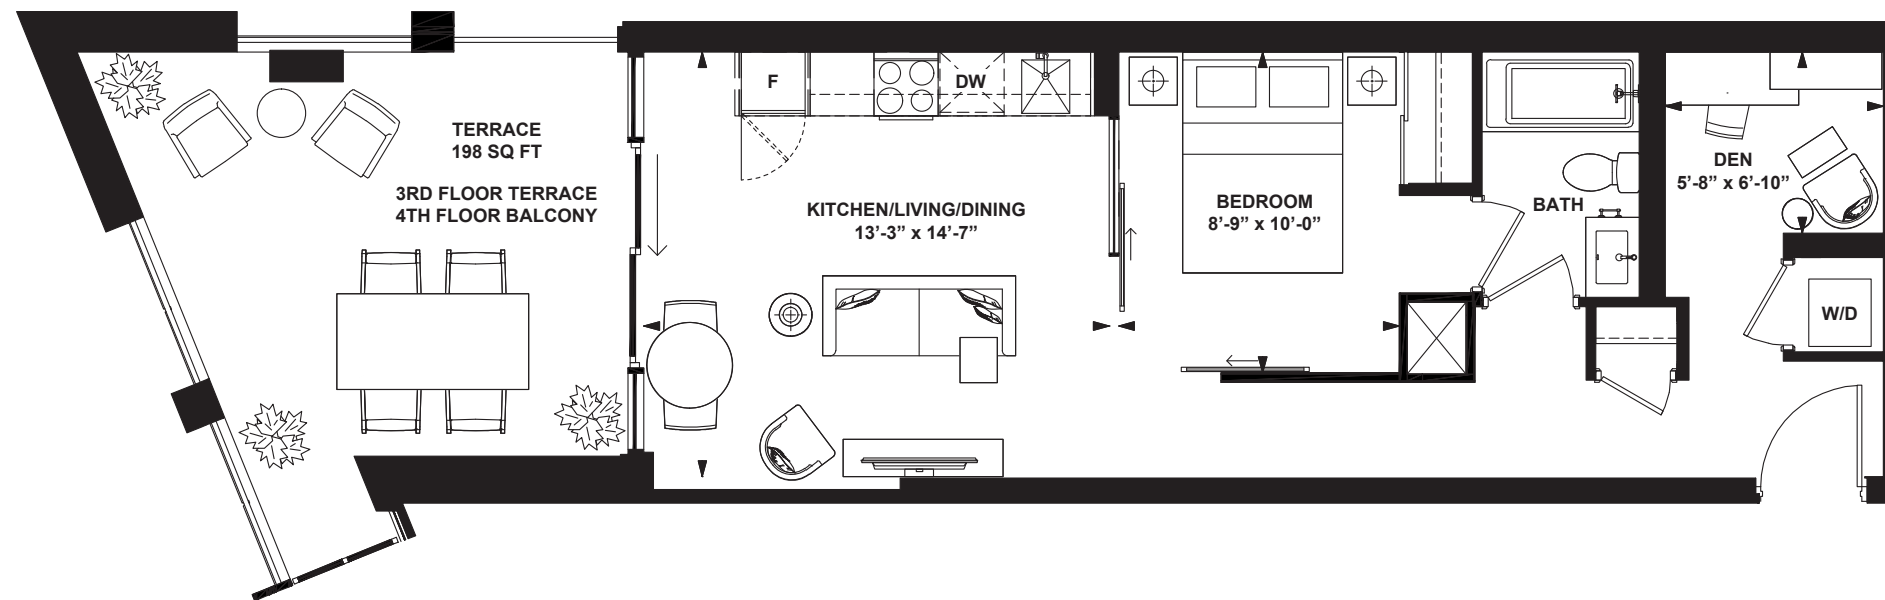 TERRACE
198 SQ FT
3RD FLOOR TERRACE
4TH FLOOR BALCONY
F
DW
KITCHEN/LIVING/DINING
13’-3” x 14’-7”
BEDROOM
8’-9” x 10’-0”
BATH
DEN
5’-8” x 6’-10”
W/D